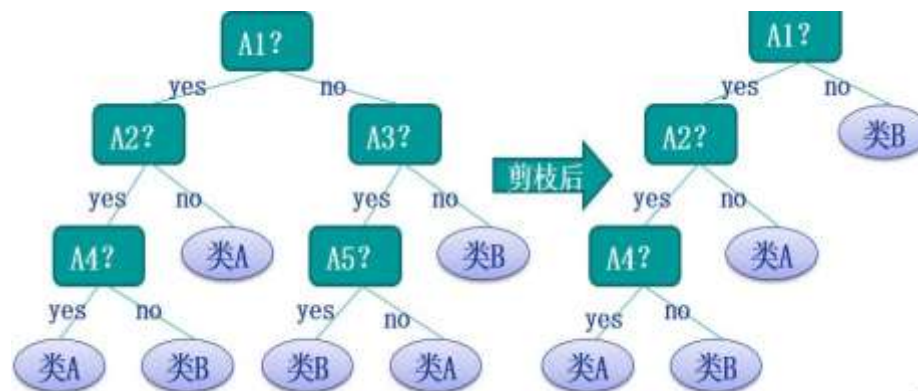 A1?
A1?
yes
no
yes
no
A2?
A3?
剪枝后
A2?
类B
yes
no
yes
no
yes
no
A4?
类A
A5?
类B
A4?
类A
yes
no
yes
no
yes
no
类A
类B
类B
类A
类A
类B